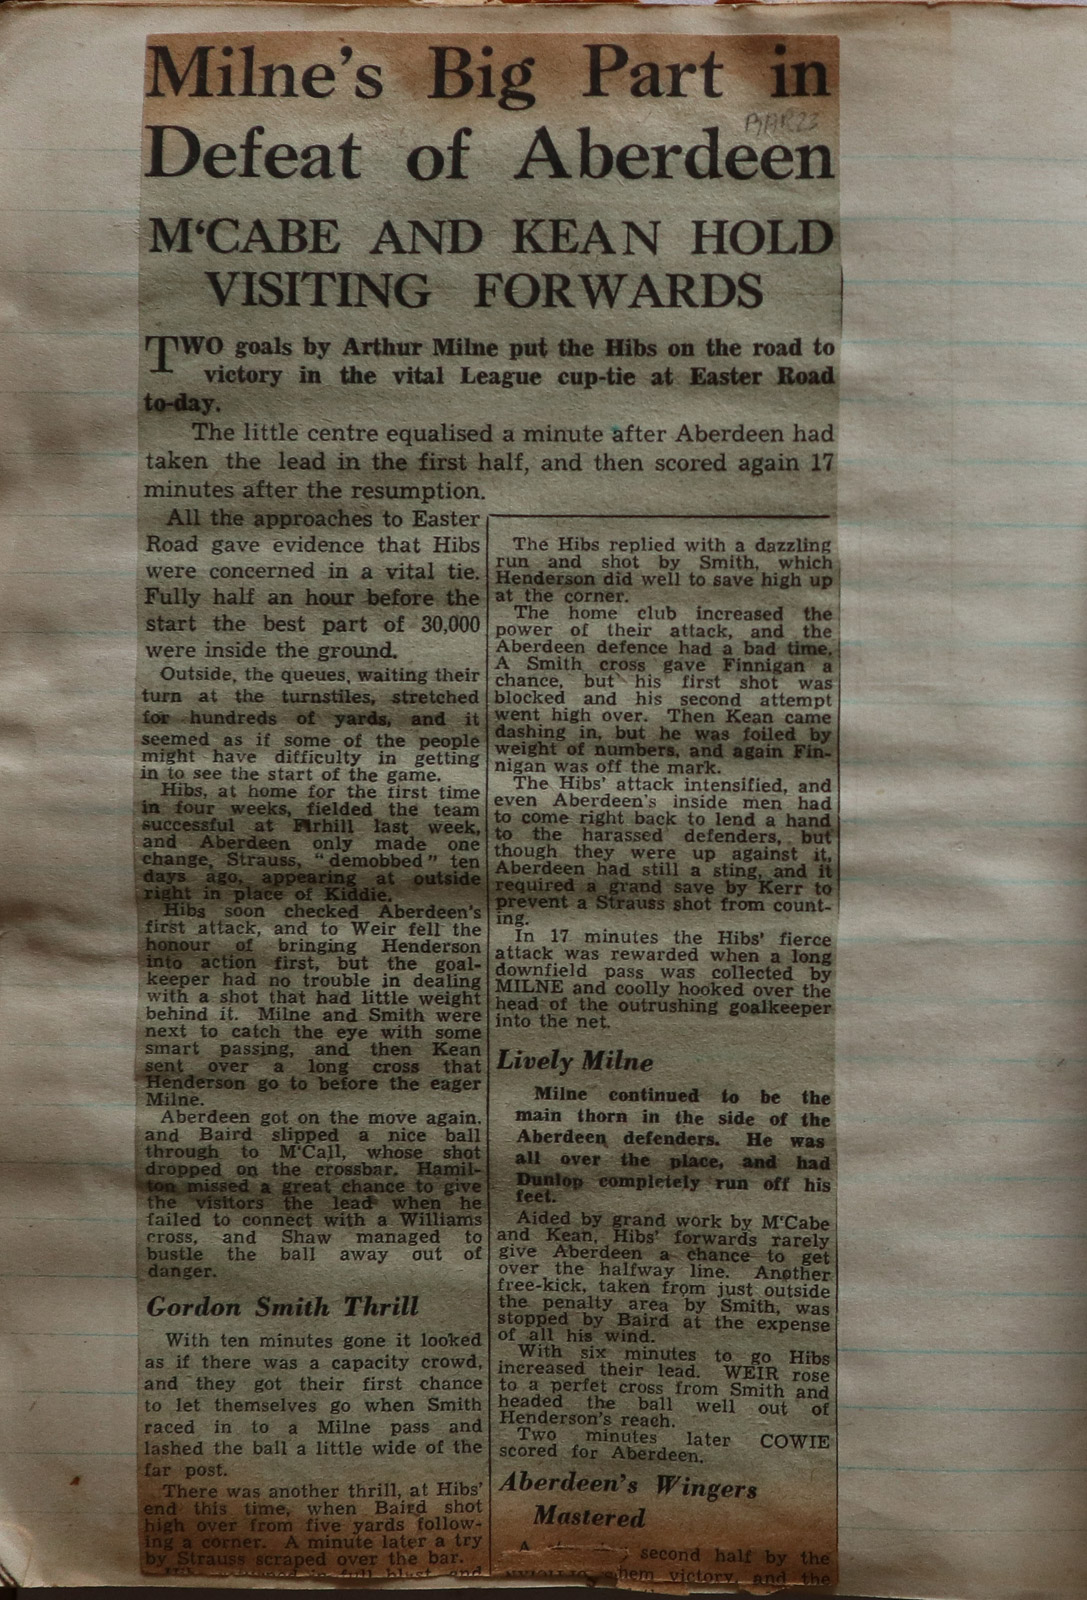 Milne's Big Part in
BAR23
Defeat of Aberdeen
M'CABE AND KEAN HOLD
VISITING FORWARDS
TWO goals by Arthur Milne put the Hibs on the road to
victory in the vital League cup-tie at Easter Road
to-day.
The little centre equalised a minute after Aberdeen had
taken the lead in the first half, and then scored again 17
minutes after the resumption.
All the approaches to Easter
Road gave evidence that Hibs
were concerned in a vital tie.
Fully half an hour before the
start the best part of 30,000
were inside the ground.
Outside, the queues, waiting their
turn at the turnstiles, stretched
for hundreds of yards, and it
seemed as if some of the people
might have difficulty in getting
in to see the start of the game.
Hibs, at home for the first time
in four weeks, fielded the team
successful at Firhill last week,
and Aberdeen only made one
change, Strauss, "demobbed" ten
days ago, appearing at outside
right in place of Kiddie.
Hibs soon checked Aberdeen's
first attack, and to Weir fell the
honour of bringing Henderson
into action first, but the goal-
keeper had no trouble in dealing
with a shot that had little weight
behind it. Milne and Smith were
next to catch the eye with some
smart passing, and then Kean
sent over a long cross that
Henderson go to before the eager
Milne.
Aberdeen got on the move again,
and Baird slipped a nice ball
through to M'Call, whose shot
dropped on the crossbar. Hamil-
ton missed a great chance to give
the visitors the lead when he
failed to connect with a Williams
cross, and Shaw managed to
bustle the ball away out of
danger.
Gordon Smith Thrill
With ten minutes gone it looked
as if there was a capacity crowd,
and they got their first chance
to let themselves go when Smith
raced in to a Milne pass and
lashed the ball a little wide of the
far post.
There was another thrill, at Hibs'
end this time, when Baird shot
high over from five yards follow-
ing a corner. A minute later a try
by Strauss scraped over the bar.
in full blast and
The Hibs replied with a dazzling
run and shot by Smith, which
Henderson did well to save high up
at the corner.
The home club increased the
power of their attack, and the
Aberdeen defence had a bad time.
A Smith cross gave Finnigan a
chance, but his first shot was
blocked and his second attempt
went high over. Then Kean came
dashing in, but he was foiled by
weight of numbers, and again Fin-
nigan was off the mark.
The Hibs' attack intensified, and
even Aberdeen's inside men had
to come right back to lend a hand
to the harassed defenders, but
though they were up against it,
Aberdeen had still a sting, and it
required a grand save by Kerr to
prevent a Strauss shot from count-
ing.
In 17 minutes the Hibs' fierce
attack was rewarded when a long
downfield pass was collected by
MILNE and coolly hooked over the
head of the outrushing goalkeeper
into the net.
Lively Milne
Milne continued to be the
main thorn in the side of the
Aberdeen defenders. He was
all over the place, and had
Dunlop completely run off his
feet.
Aided by grand work by M'Cabe
and Kean, Hibs' forwards rarely
give Aberdeen a chance to get
over the halfway line. Another
free-kick, taken from just outside
the penalty area by Smith, was
stopped by Baird at the expense
of all his wind.
With six minutes to go Hibs
increased their lead. WEIR rose
to a perfet cross from Smith and
headed the ball well out of
Henderson's reach.
Two minutes later COWIE
scored for Aberdeen.
Aberdeen's Wingers
Mastered
A second half by the
them victory, and the